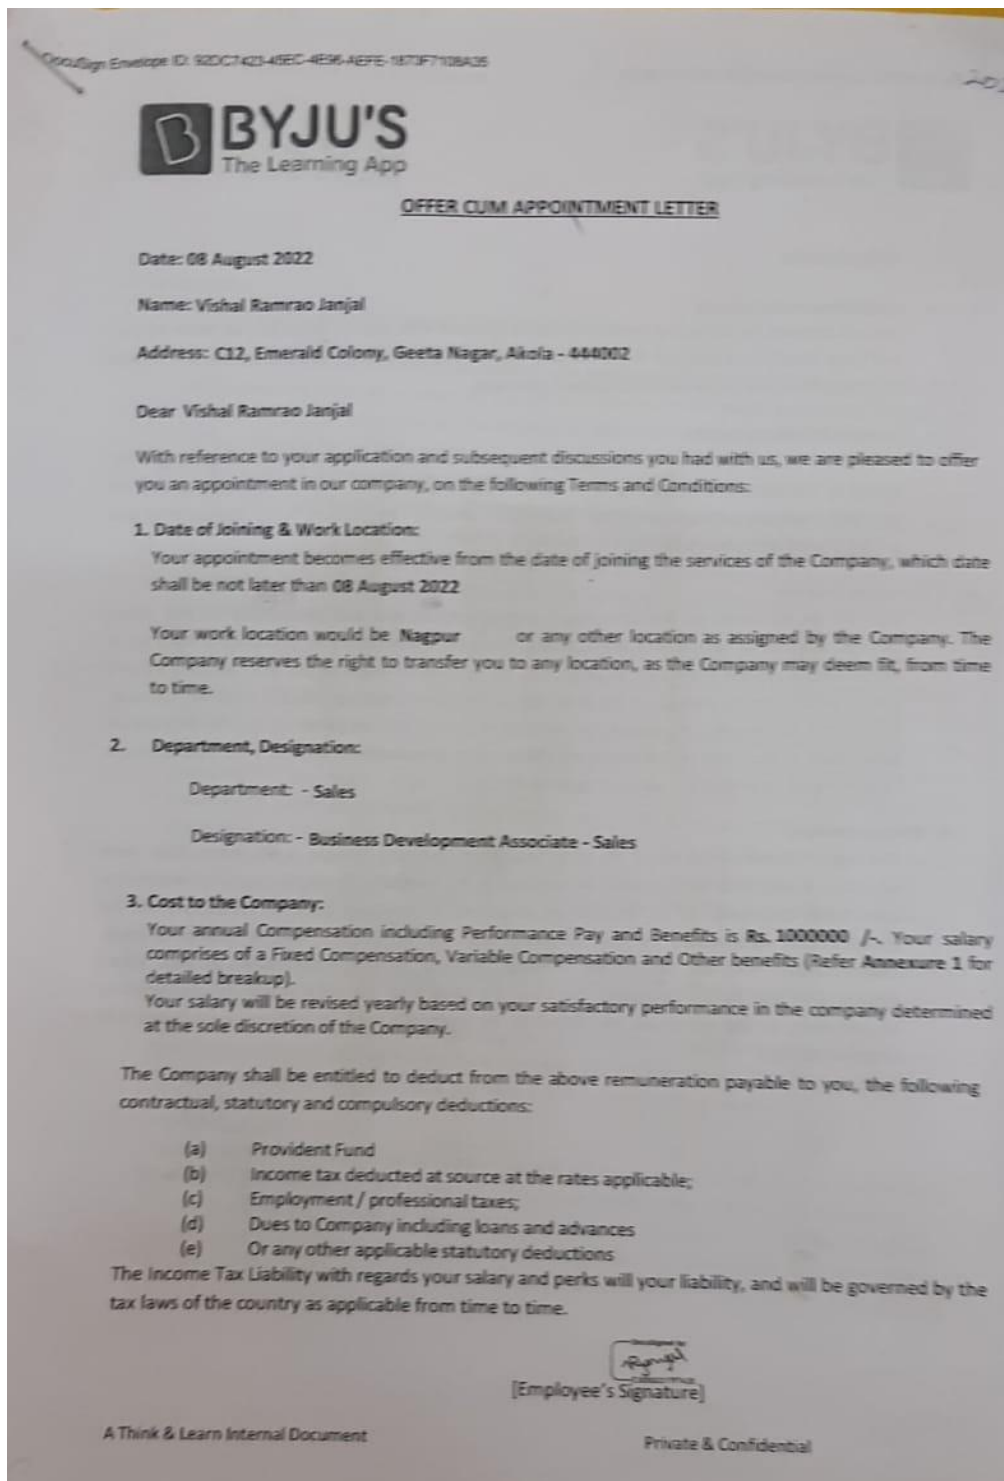 DocuSign Envelope ID: 92DC7423-45EC-4E96-AEFE-1873F7108A35
BYJU'S
The Learning App
OFFER CUM APPOINTMENT LETTER
Date: 08 August 2022
Name: Vishal Ramrao Janjal
Address: C12, Emerald Colony, Geeta Nagar, Akola - 444002
Dear Vishal Ramrao Janjal
With reference to your application and subsequent discussions you had with us, we are pleased to offer
you an appointment in our company, on the following Terms and Conditions:
1. Date of Joining & Work Location:
Your appointment becomes effective from the date of joining the services of the Company, which date
shall be not later than 08 August 2022
Your work location would be Nagpur or any other location as assigned by the Company. The
Company reserves the right to transfer you to any location, as the Company may deem fit, from time
to time.
2. Department, Designation:
Department: - Sales
Designation: - Business Development Associate - Sales
3. Cost to the Company:
Your annual Compensation including Performance Pay and Benefits is Rs. 1000000 /-. Your salary
comprises of a Fixed Compensation, Variable Compensation and Other benefits (Refer Annexure 1 for
detailed breakup).
Your salary will be revised yearly based on your satisfactory performance in the company determined
at the sole discretion of the Company.
The Company shall be entitled to deduct from the above remuneration payable to you, the following
contractual, statutory and compulsory deductions:
(a) Provident Fund
(b) Income tax deducted at source at the rates applicable;
(c) Employment / professional taxes;
(d) Dues to Company including loans and advances
(e) Or any other applicable statutory deductions
The Income Tax Liability with regards your salary and perks will your liability, and will be governed by the
tax laws of the country as applicable from time to time.
[Employee's Signature]
A Think & Learn Internal Document
Private & Confidential